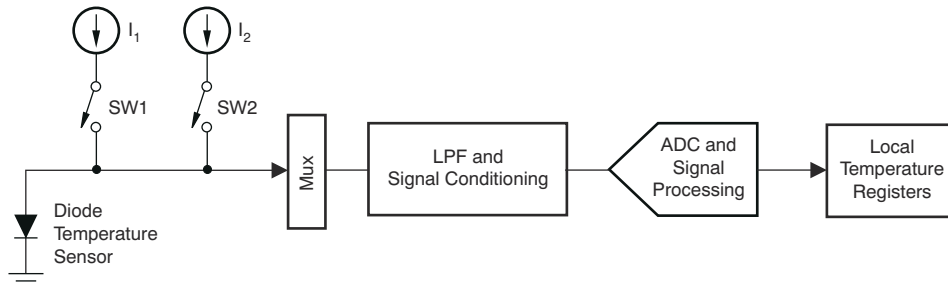 I1
I2
SW1
SW2
Mux
LPF and
Signal Conditioning
ADC and
Signal
Processing
Local
Temperature
Registers
Diode
Temperature
Sensor